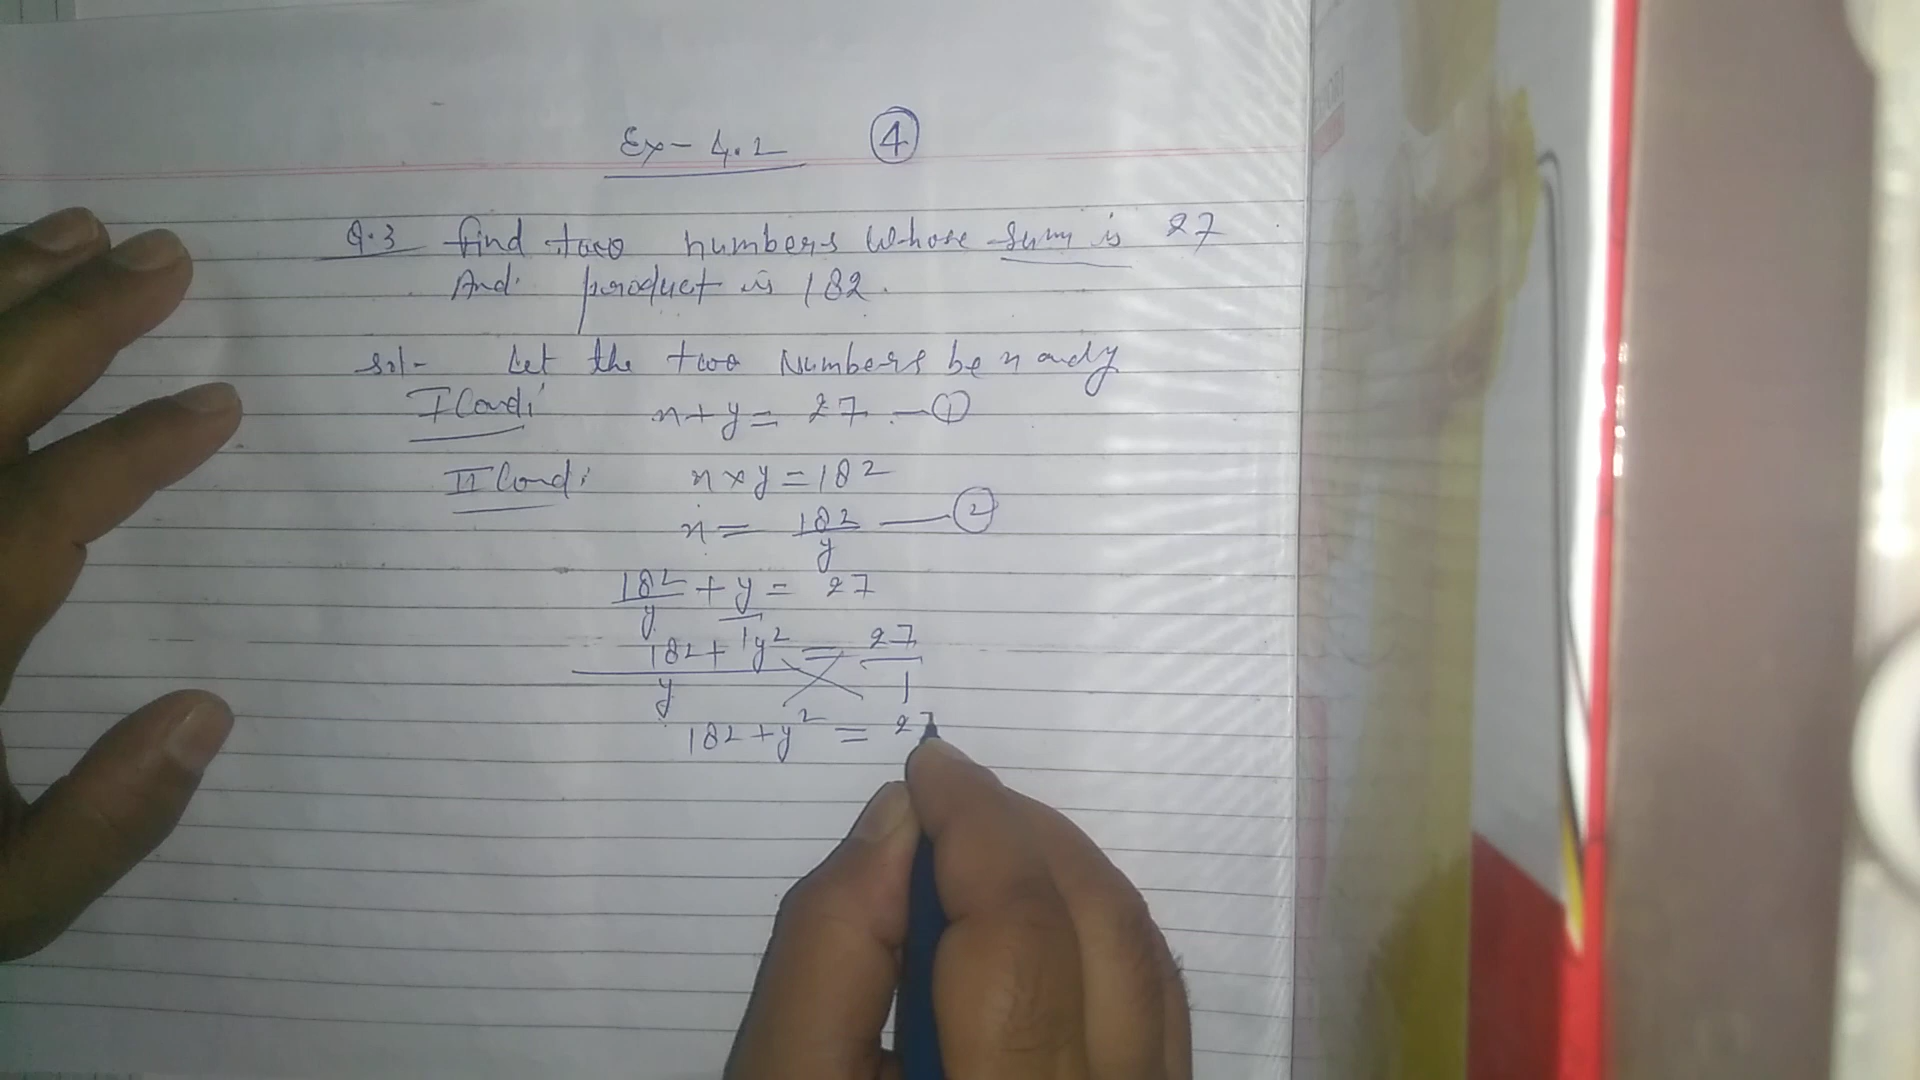 Ex-4.2 ④
Q.3 find two numbers whose sum is 27
And product is 182.
Sol- Let the two Numbers be x and y
I Cond: x+y = 27 — ①
II Cond: x×y = 182
x = 182/y — ②
182/y + y/1 = 27
182+1y²/y = 27/1
182+y² = 27